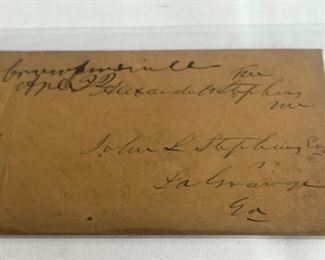 Crawfordville Free
Apl 22 Alexander H Stephens
MC
John L Stephens Esq
LaGrange
Ga